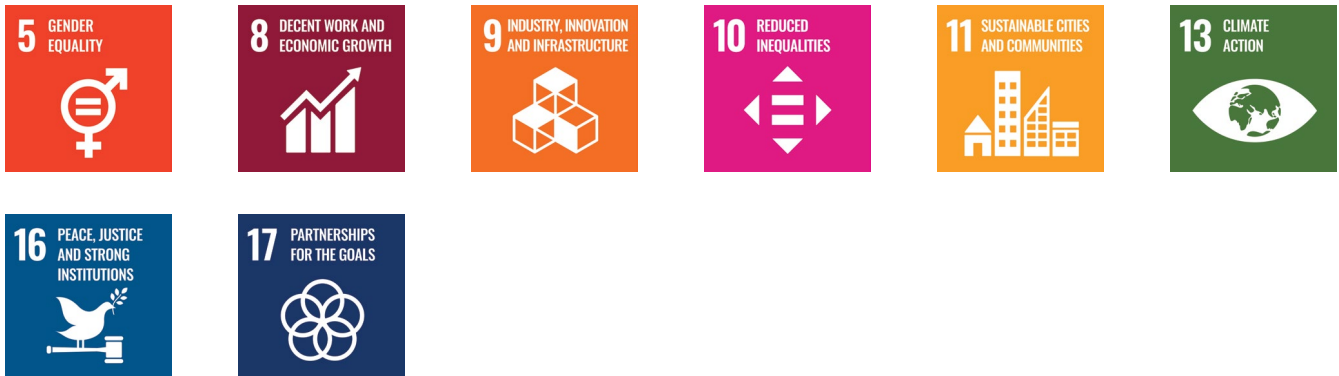 5 GENDER
EQUALITY
8 DECENT WORK AND
ECONOMIC GROWTH
9 INDUSTRY, INNOVATION
AND INFRASTRUCTURE
10 REDUCED
INEQUALITIES
11 SUSTAINABLE CITIES
AND COMMUNITIES
13 CLIMATE
ACTION
16 PEACE, JUSTICE
AND STRONG
INSTITUTIONS
17 PARTNERSHIPS
FOR THE GOALS